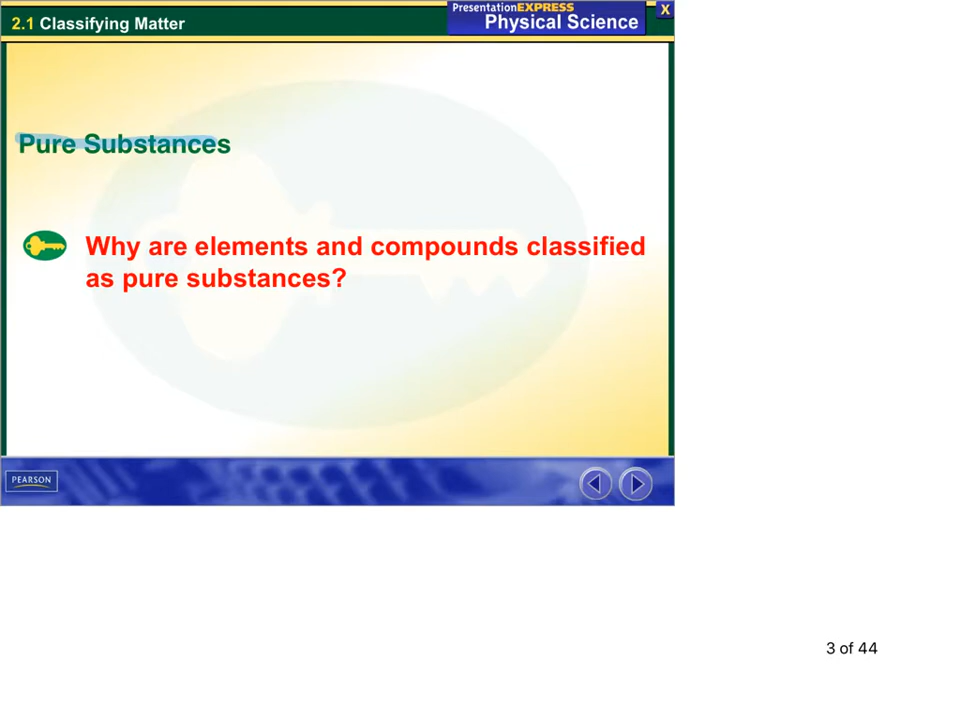 2.1 Classifying Matter
PresentationEXPRESS
Physical Science
X
Pure Substances
Why are elements and compounds classified
as pure substances?
PEARSON
3 of 44